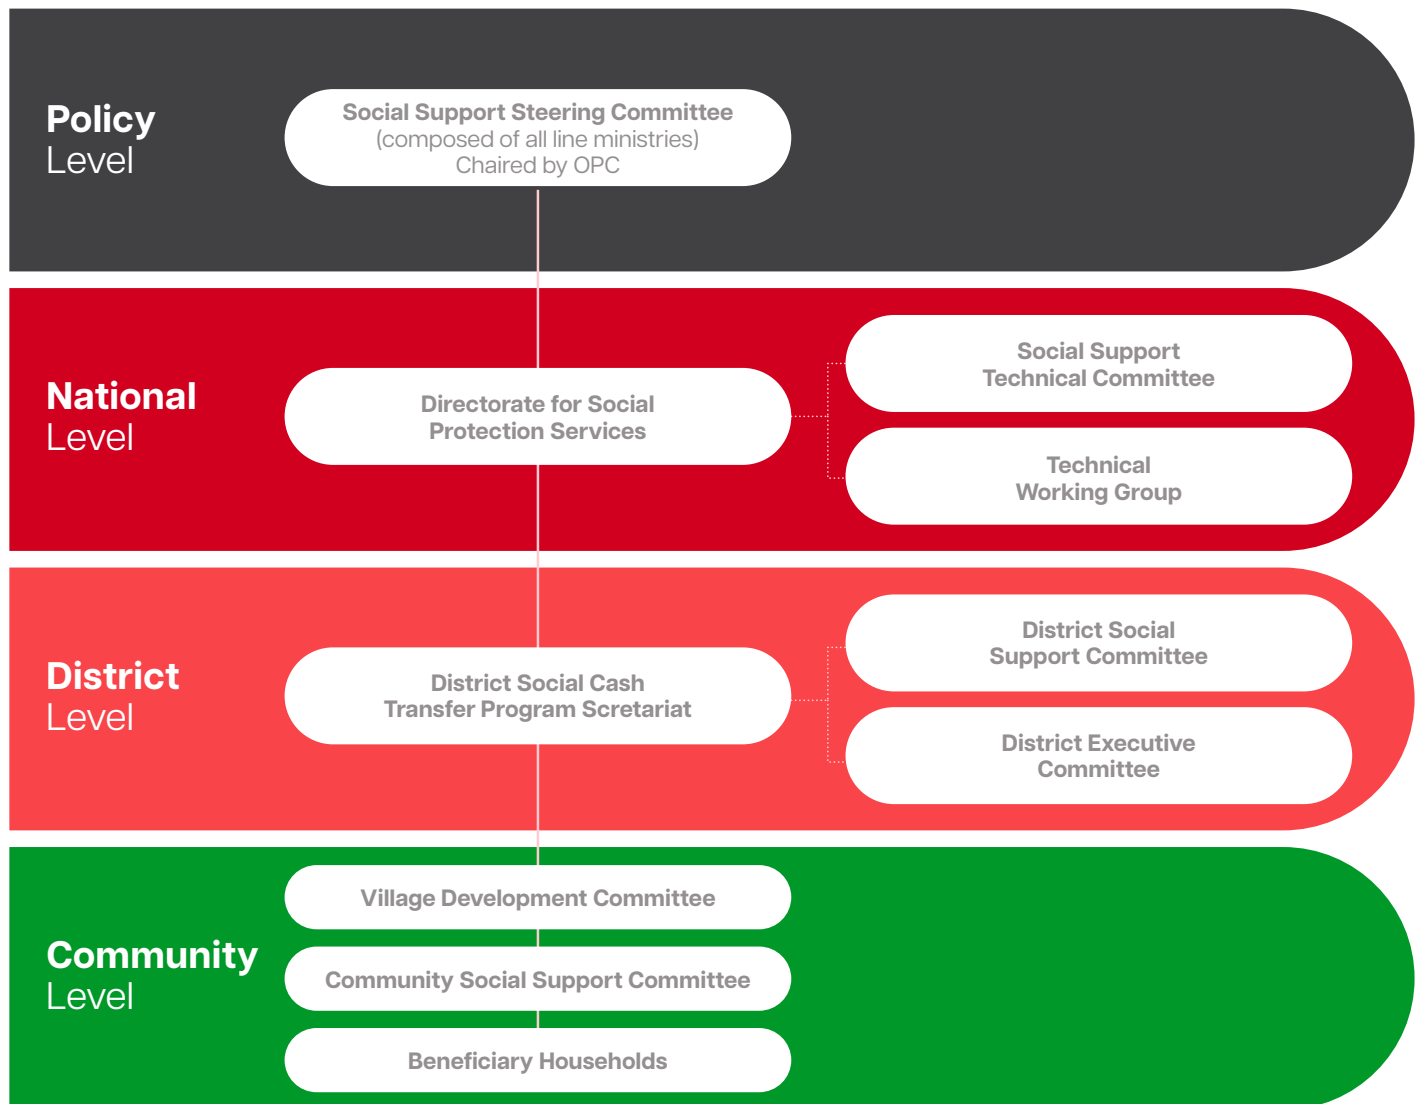 Policy
Level
Social Support Steering Committee
(composed of all line ministries)
Chaired by OPC
National
Level
Directorate for Social
Protection Services
Social Support
Technical Committee
Technical
Working Group
District
Level
District Social Cash
Transfer Program Scretariat
District Social
Support Committee
District Executive
Committee
Community
Level
Village Development Committee
Community Social Support Committee
Beneficiary Households